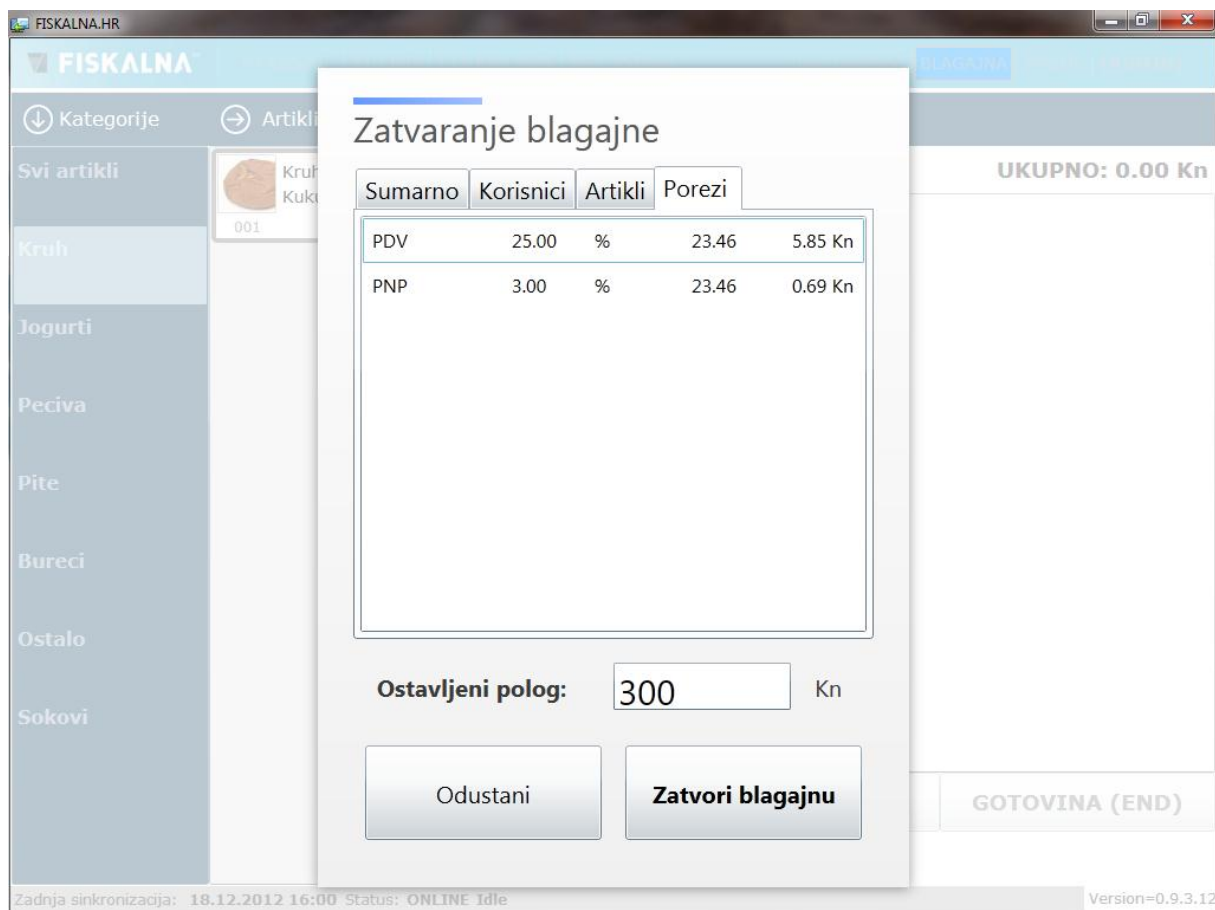 FISKALNA.HR
FISKALNA
BLAGAJNA
Kategorije
Artikli
Zatvaranje blagajne
Svi artikli
Kruh
001
UKUPNO: 0.00 Kn
Sumarno Korisnici Artikli Porezi
PDV 25.00 % 23.46 5.85 Kn
PNP 3.00 % 23.46 0.69 Kn
Kruh
Jogurti
Peciva
Pite
Bureci
Ostalo
Sokovi
Ostavljeni polog: 300 Kn
Odustani
Zatvori blagajnu
GOTOVINA (END)
Zadnja sinkronizacija: 18.12.2012 16:00 Status: ONLINE Idle
Version=0.9.3.12